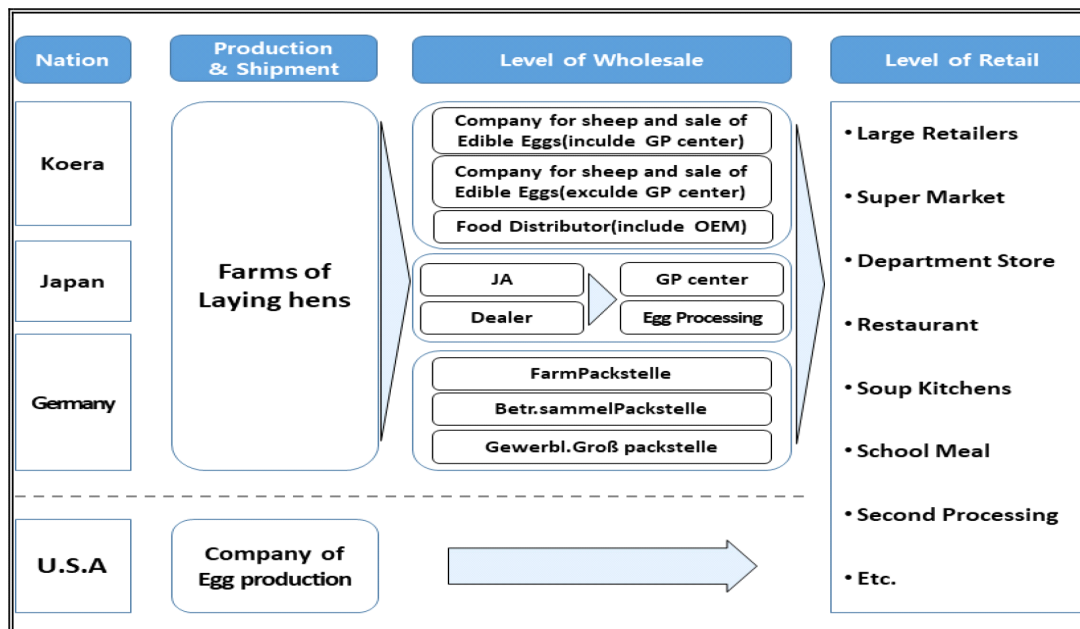 Nation
Production
& Shipment
Level of Wholesale
Level of Retail
Koera
Japan
Germany
Farms of
Laying hens
Company for sheep and sale of
Edible Eggs(inculde GP center)
Company for sheep and sale of
Edible Eggs(exculde GP center)
Food Distributor(include OEM)
JA
Dealer
GP center
Egg Processing
FarmPackstelle
Betr.sammelPackstelle
Gewerbl.Groß packstelle
• Large Retailers
• Super Market
• Department Store
• Restaurant
• Soup Kitchens
• School Meal
• Second Processing
• Etc.
U.S.A
Company of
Egg production